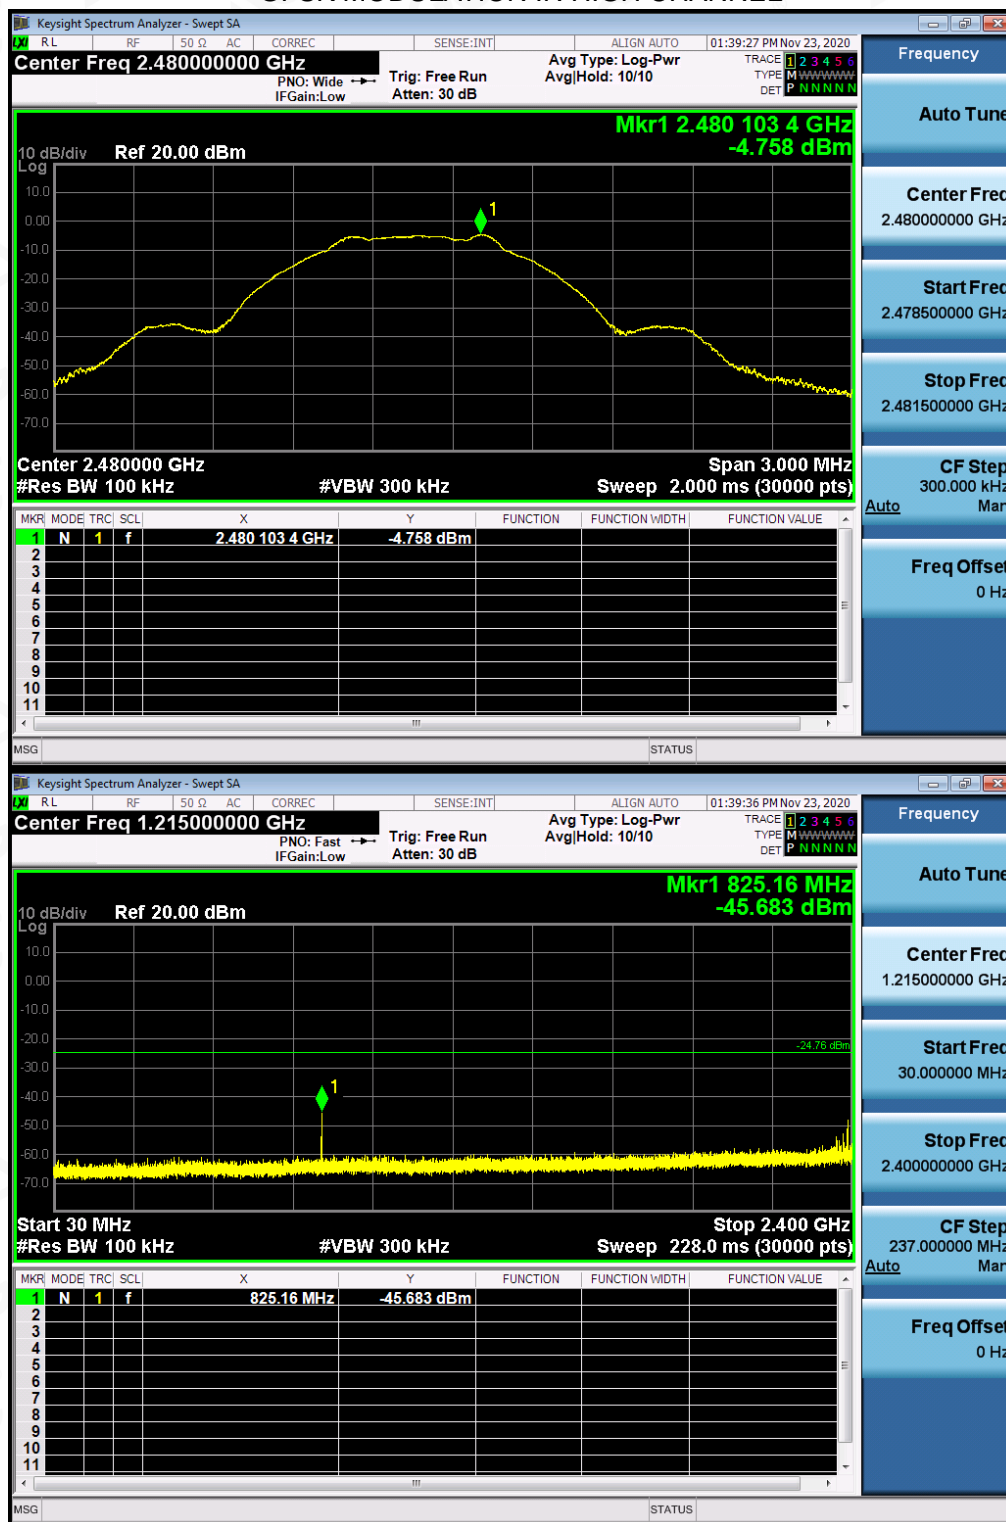 Keysight Spectrum Analyzer - Swept SA
LXI RL RF 50 Ω AC CORREC SENSE:INT ALIGN AUTO 01:39:27 PM Nov 23, 2020
Center Freq 2.480000000 GHz
PNO: Wide
IFGain:Low
Trig: Free Run
Atten: 30 dB
Avg Type: Log-Pwr
Avg|Hold: 10/10
TRACE 1 2 3 4 5 6
TYPE M WWWWW
DET P N N N N N
Mkr1 2.480 103 4 GHz
-4.758 dBm
10 dB/div Ref 20.00 dBm
Log
10.0
0.00
-10.0
-20.0
-30.0
-40.0
-50.0
-60.0
-70.0
1
Center 2.480000 GHz Span 3.000 MHz
#Res BW 100 kHz #VBW 300 kHz Sweep 2.000 ms (30000 pts)
MKR MODE TRC SCL X Y FUNCTION FUNCTION WIDTH FUNCTION VALUE
1 N 1 f 2.480 103 4 GHz -4.758 dBm
2
3
4
5
6
7
8
9
10
11
MSG STATUS
Frequency
Auto Tune
Center Freq
2.480000000 GHz
Start Freq
2.478500000 GHz
Stop Freq
2.481500000 GHz
CF Step
300.000 kHz
Auto Man
Freq Offset
0 Hz
Keysight Spectrum Analyzer - Swept SA
LXI RL RF 50 Ω AC CORREC SENSE:INT ALIGN AUTO 01:39:36 PM Nov 23, 2020
Center Freq 1.215000000 GHz
PNO: Fast
IFGain:Low
Trig: Free Run
Atten: 30 dB
Avg Type: Log-Pwr
Avg|Hold: 10/10
TRACE 1 2 3 4 5 6
TYPE M WWWWW
DET P N N N N N
Mkr1 825.16 MHz
-45.683 dBm
10 dB/div Ref 20.00 dBm
Log
10.0
0.00
-10.0
-20.0
-30.0
-40.0
-50.0
-60.0
-70.0
-24.76 dBm
1
Start 30 MHz Stop 2.400 GHz
#Res BW 100 kHz #VBW 300 kHz Sweep 228.0 ms (30000 pts)
MKR MODE TRC SCL X Y FUNCTION FUNCTION WIDTH FUNCTION VALUE
1 N 1 f 825.16 MHz -45.683 dBm
2
3
4
5
6
7
8
9
10
11
MSG STATUS
Frequency
Auto Tune
Center Freq
1.215000000 GHz
Start Freq
30.000000 MHz
Stop Freq
2.400000000 GHz
CF Step
237.000000 MHz
Auto Man
Freq Offset
0 Hz